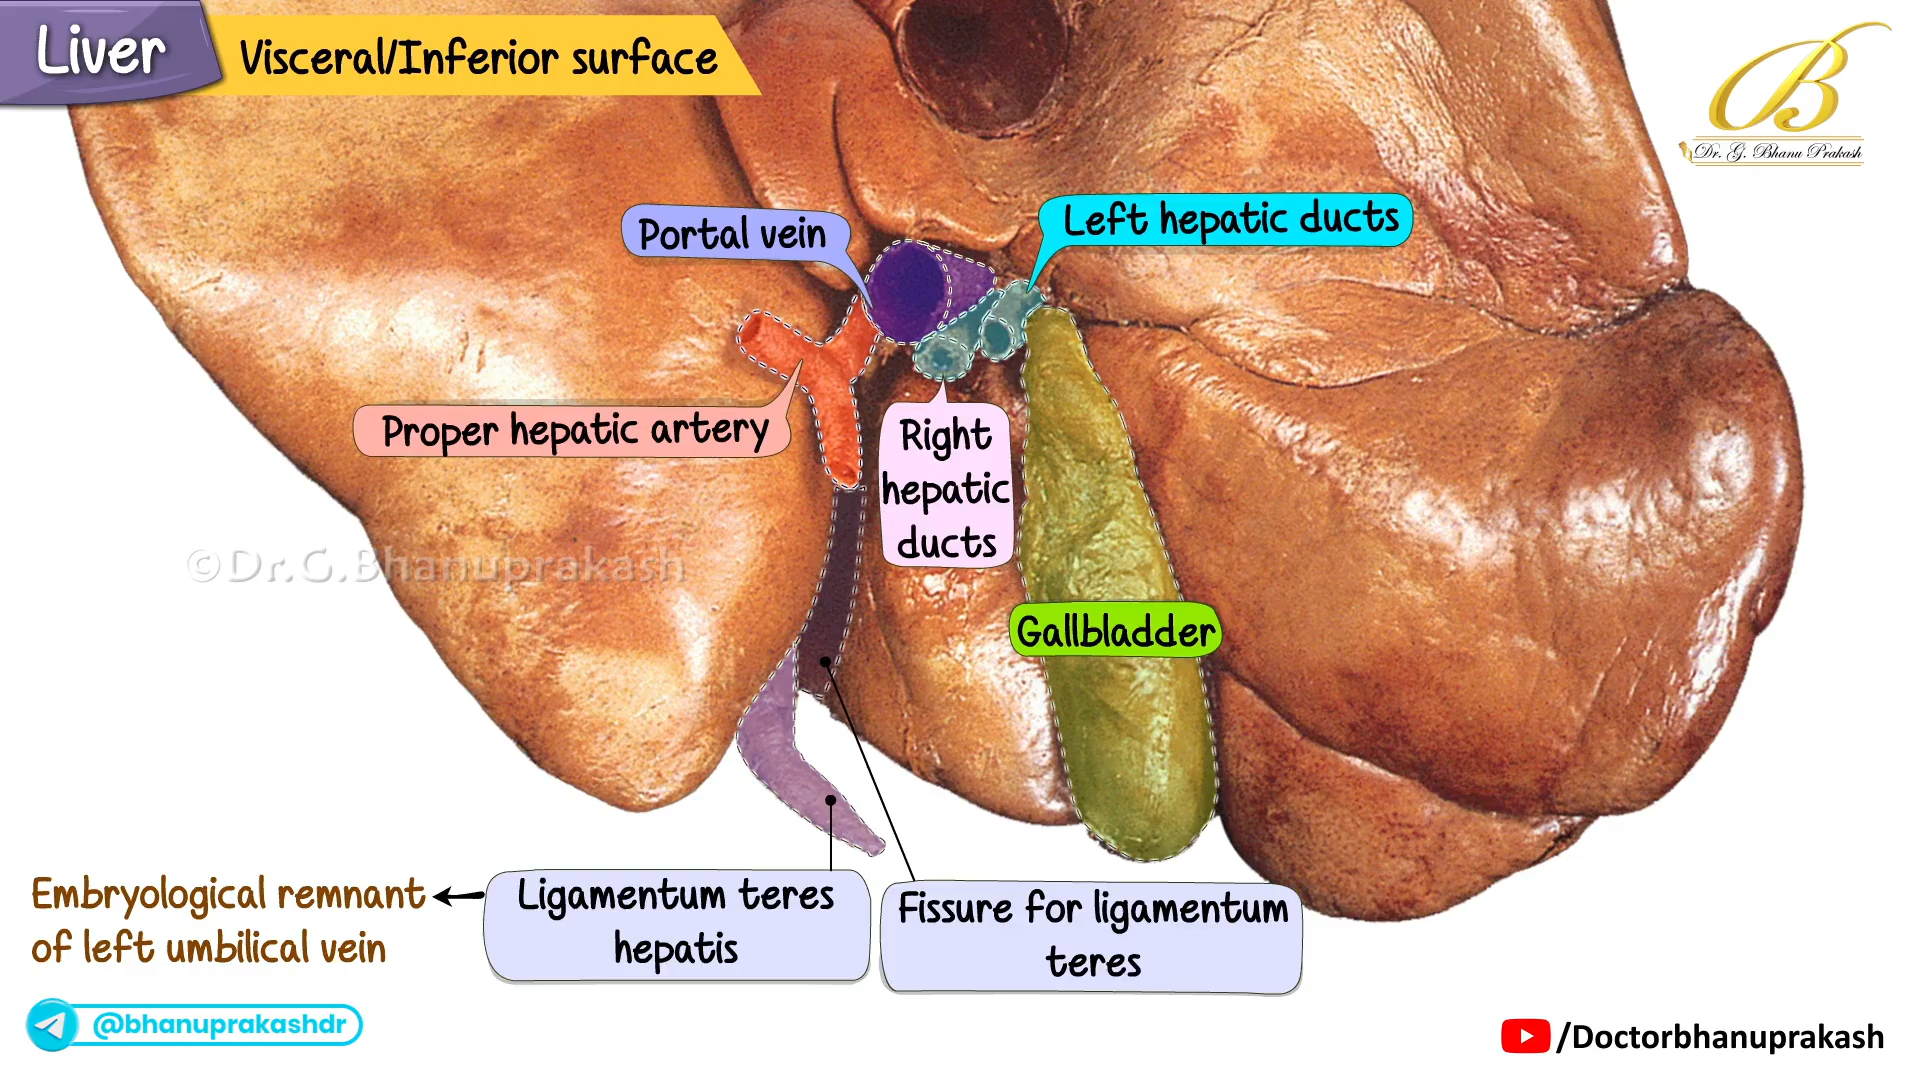 Liver
Visceral/Inferior surface
B
Dr. G. Bhanu Prakash
Portal vein
Left hepatic ducts
Proper hepatic artery
Right
hepatic
ducts
©Dr.G.Bhanuprakash
Gallbladder
Embryological remnant
of left umbilical vein
Ligamentum teres
hepatis
Fissure for ligamentum
teres
@bhanuprakashdr
/Doctorbhanuprakash